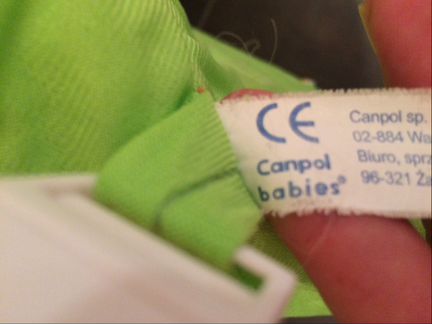 CE
Canpol
babies®
Canpol sp.
02-884 Wa
Biuro, sprz
96-321 Ża